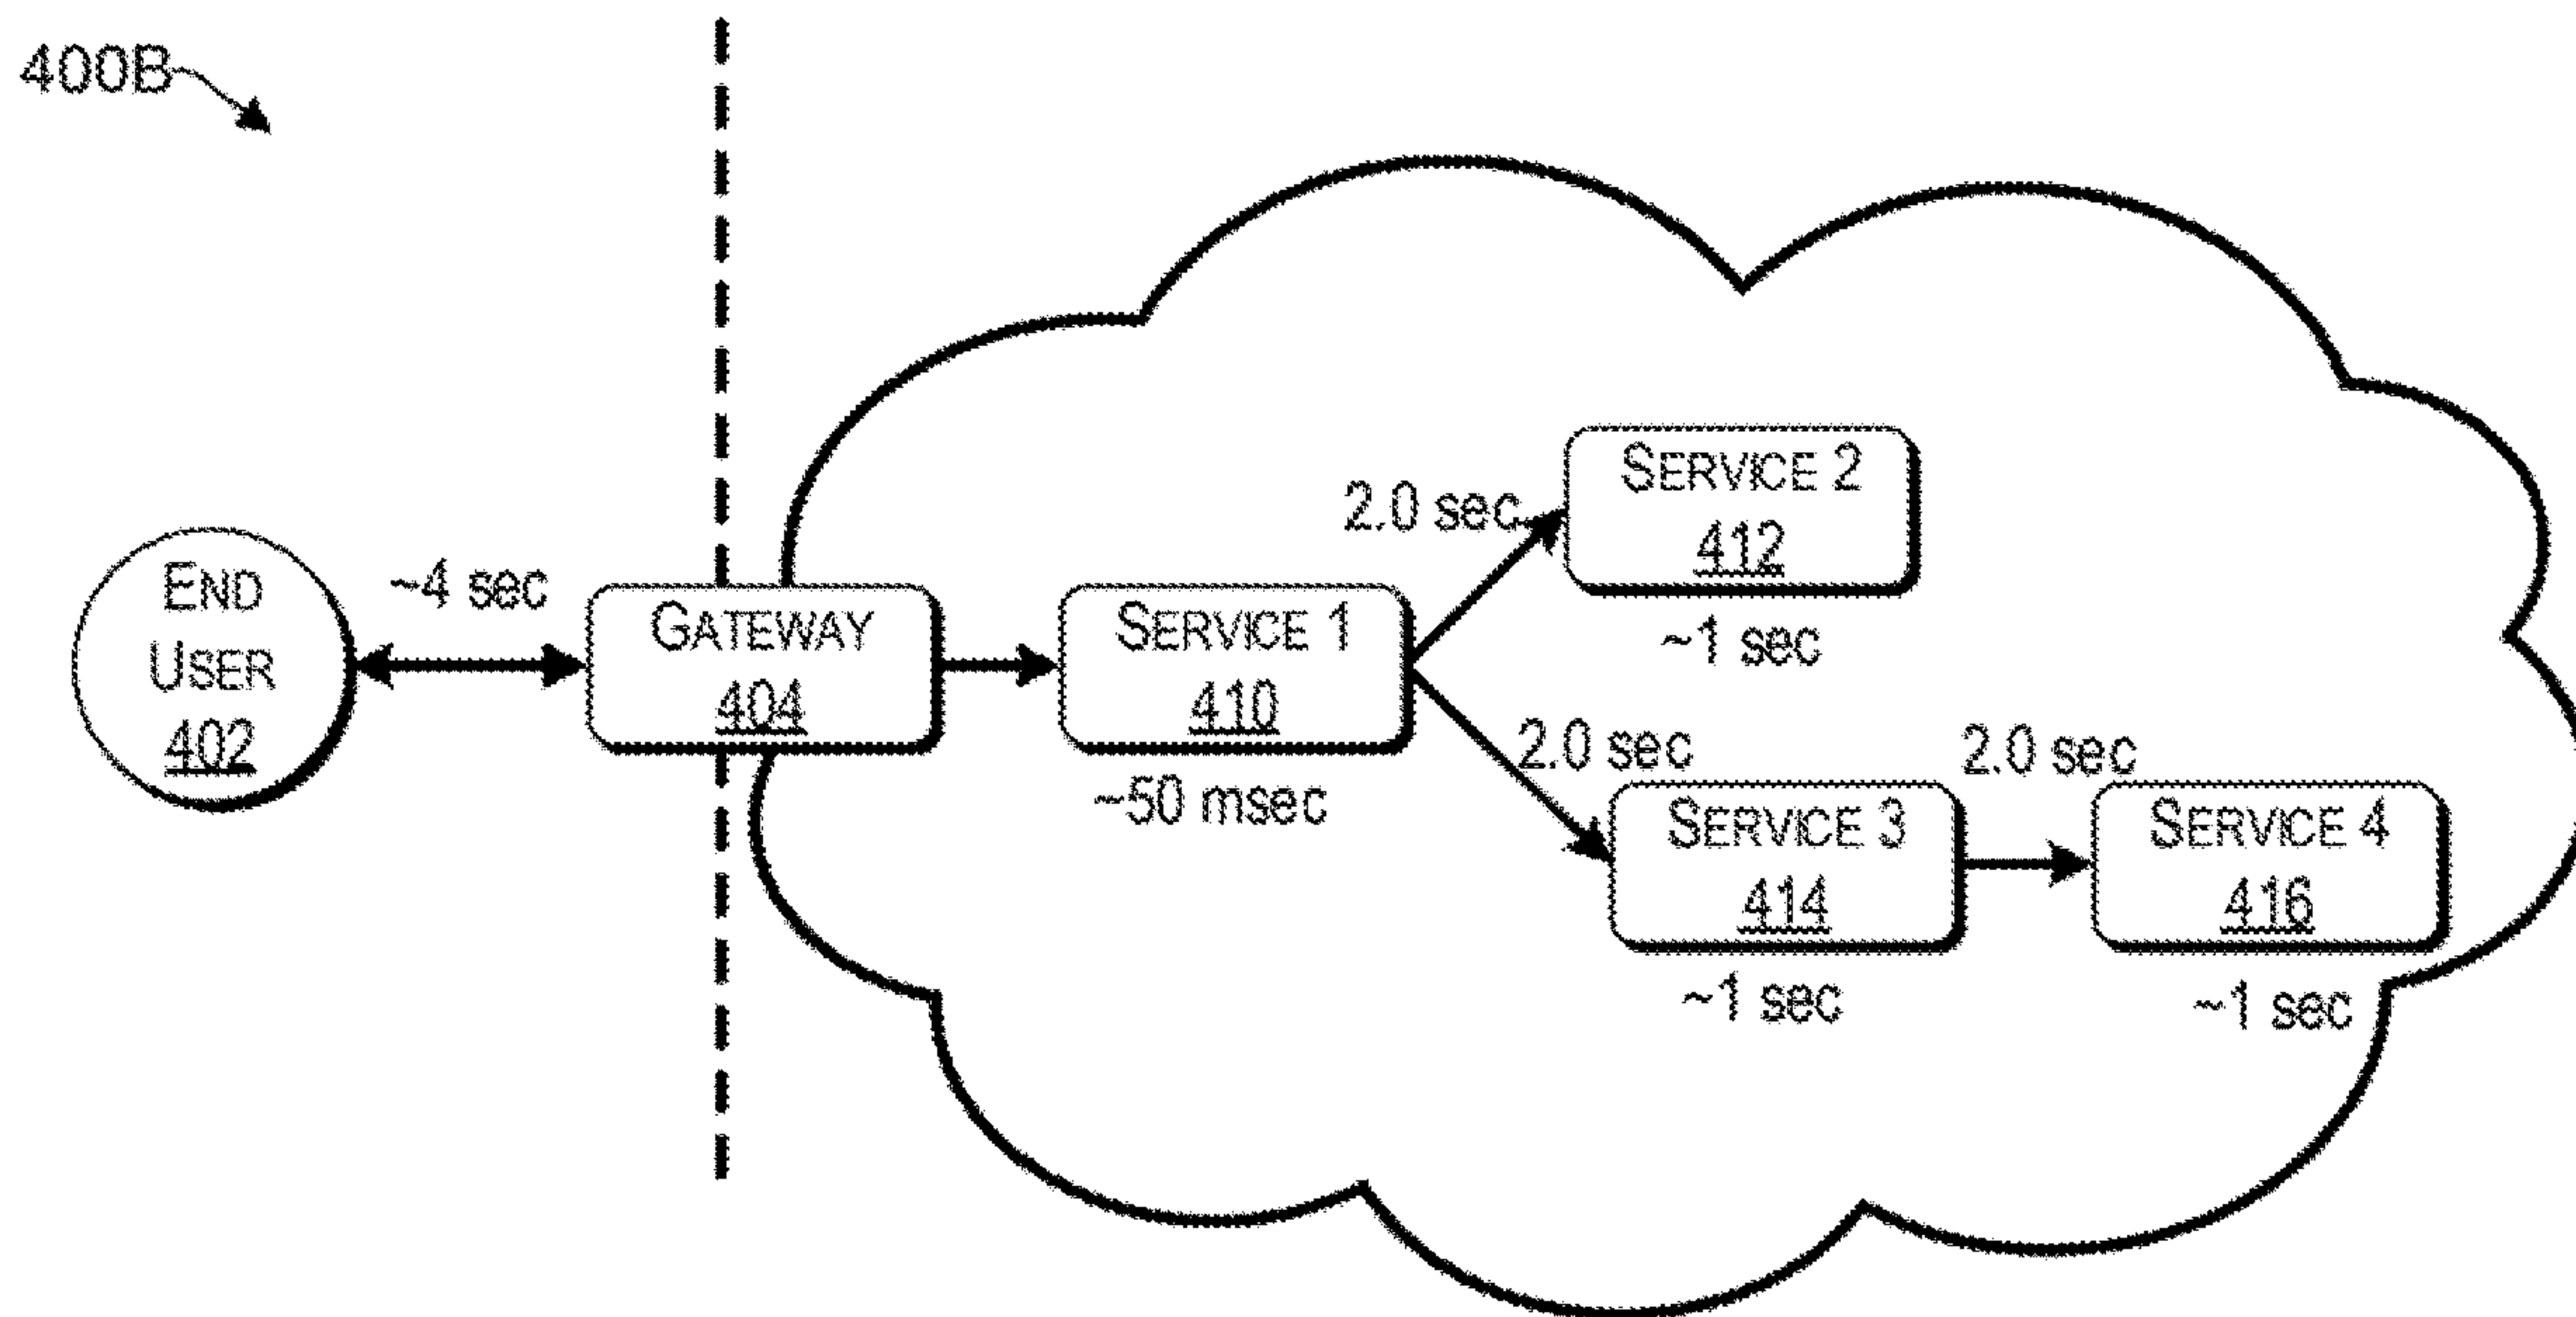 400B
END
USER
402
~4 sec
GATEWAY
404
SERVICE 1
410
~50 msec
2.0 sec
SERVICE 2
412
~1 sec
2.0 sec
SERVICE 3
414
~1 sec
2.0 sec
SERVICE 4
416
~1 sec